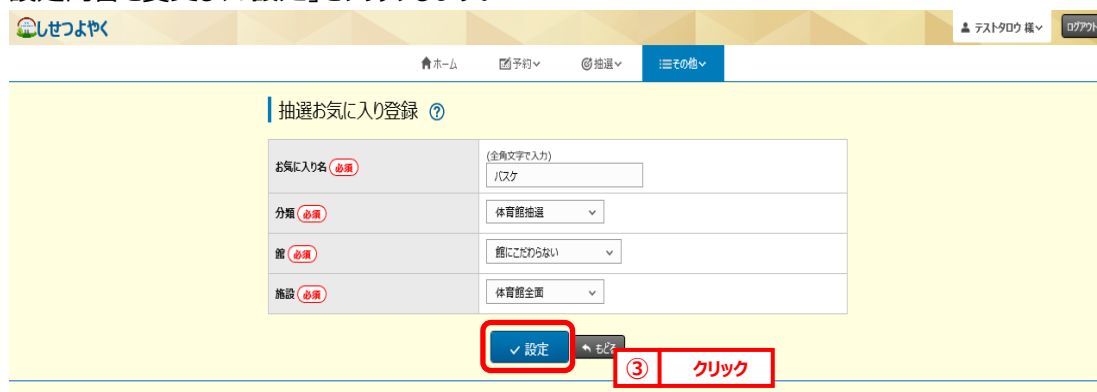 しせつよやく
テストタロウ 様
ログアウト
ホーム 予約 抽選 その他
抽選お気に入り登録 ?
お気に入り名 必須
(全角文字で入力)
バスケ
分類 必須 体育館抽選
館 必須 館にこだわらない
施設 必須 体育館全面
設定 もどる
③ クリック